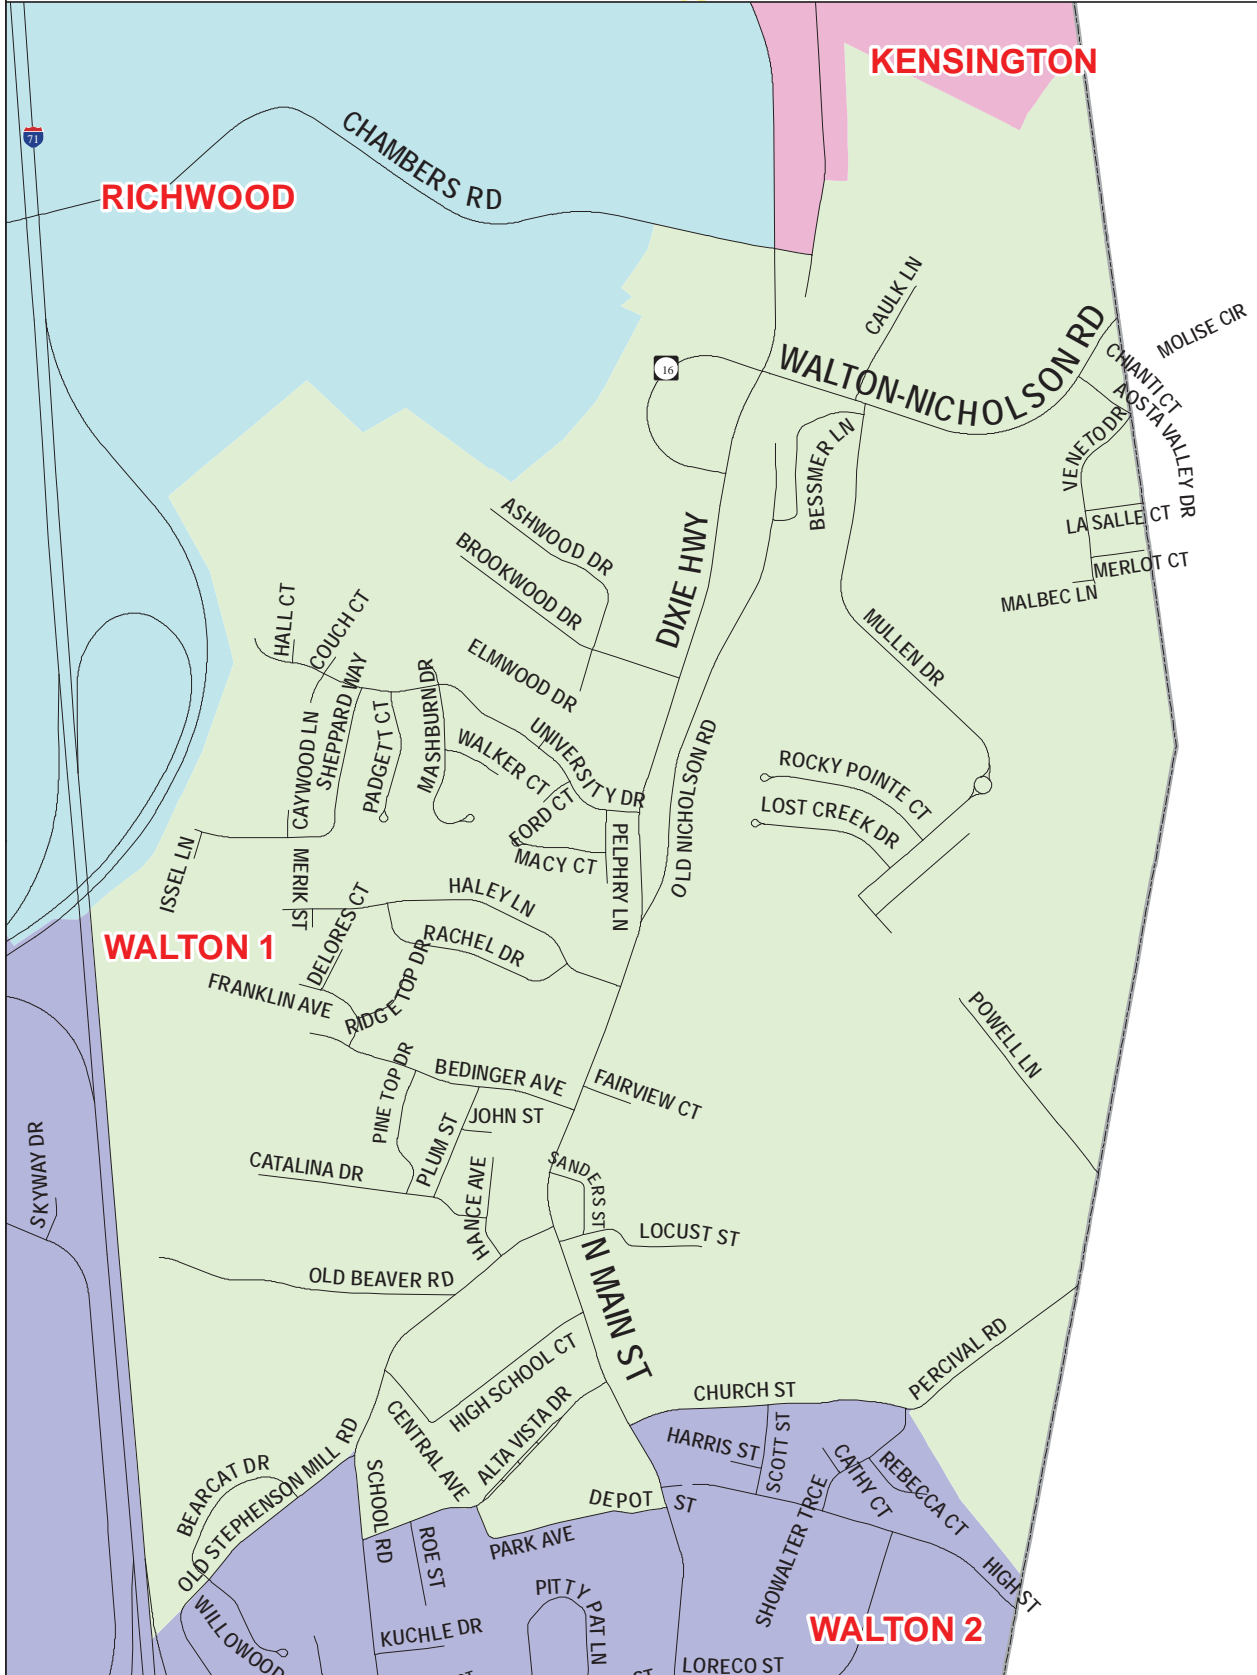 KENSINGTON
71
CHAMBERS RD
RICHWOOD
CAULK LN
MOLISE CIR
WALTON-NICHOLSON RD
16
CHIANTI CT
AOSTA VALLEY DR
VENETO DR
BESSMER LN
LA SALLE CT
MERLOT CT
MALBEC LN
ASHWOOD DR
BROOKWOOD DR
DIXIE HWY
ELMWOOD DR
MULLEN DR
HALL CT
COUCH CT
SHEPPARD WAY
CAYWOOD LN
PADGETT CT
MASHBURN DR
WALKER CT
UNIVERSITY DR
FORD CT
MACY CT
PELPHRY LN
OLD NICHOLSON RD
ROCKY POINTE CT
LOST CREEK DR
ISSEL LN
MERIK ST
HALEY LN
RACHEL DR
DELORES CT
WALTON 1
FRANKLIN AVE
RIDGETOP DR
POWELL LN
PINE TOP DR
BEDINGER AVE
FAIRVIEW CT
JOHN ST
PLUM ST
CATALINA DR
HANCE AVE
SANDERS ST
LOCUST ST
SKYWAY DR
OLD BEAVER RD
N MAIN ST
PERCIVAL RD
HIGH SCHOOL CT
CHURCH ST
CENTRAL AVE
ALTA VISTA DR
HARRIS ST
SCOTT ST
BEARCAT DR
OLD STEPHENSON MILL RD
SCHOOL RD
CATHY CT
REBECCA CT
DEPOT ST
SHOWALTER TRCE
ROE ST
PARK AVE
HIGH ST
PITTY PAT LN
WILLOWOOD
KUCHLE DR
WALTON 2
ST
ST
LORECO ST